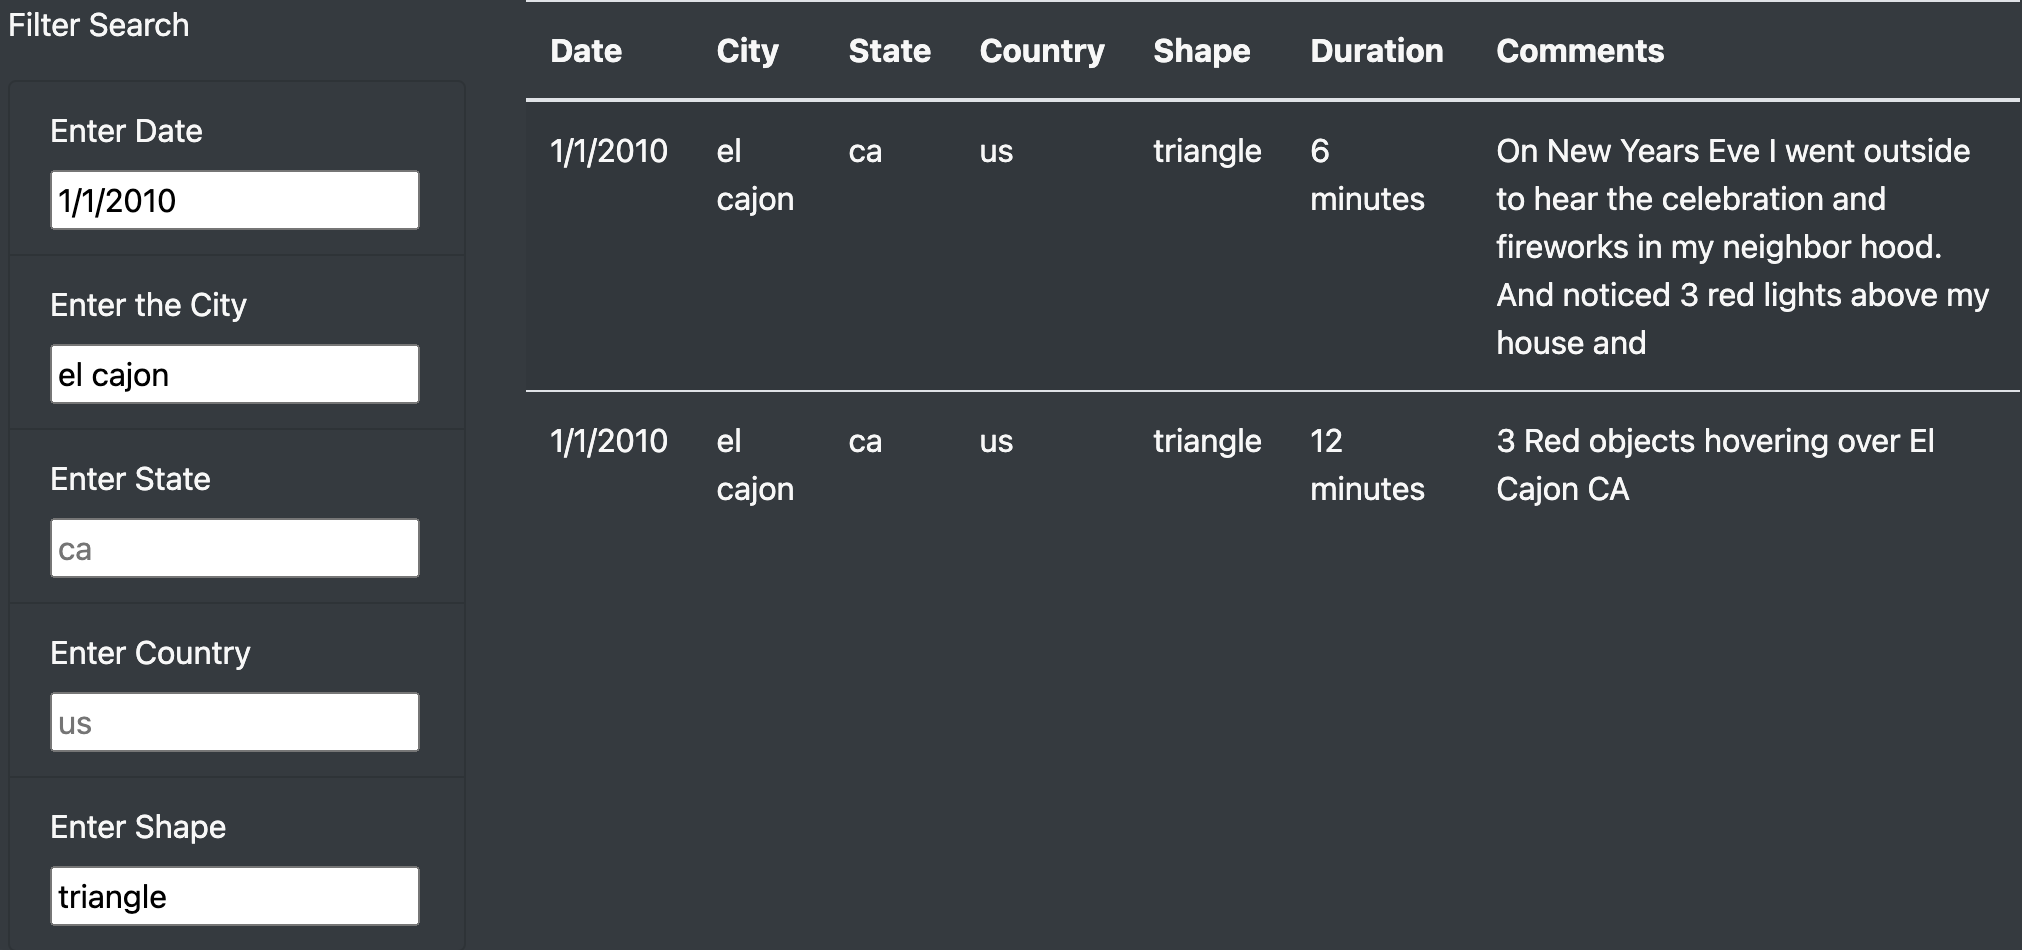 Filter Search
Enter Date
1/1/2010
Enter the City
el cajon
Enter State
ca
Enter Country
us
Enter Shape
triangle
Date City State Country Shape Duration Comments
1/1/2010 el ca us triangle 6 On New Years Eve I went outside
cajon minutes to hear the celebration and
fireworks in my neighbor hood.
And noticed 3 red lights above my
house and
1/1/2010 el ca us triangle 12 3 Red objects hovering over El
cajon minutes Cajon CA